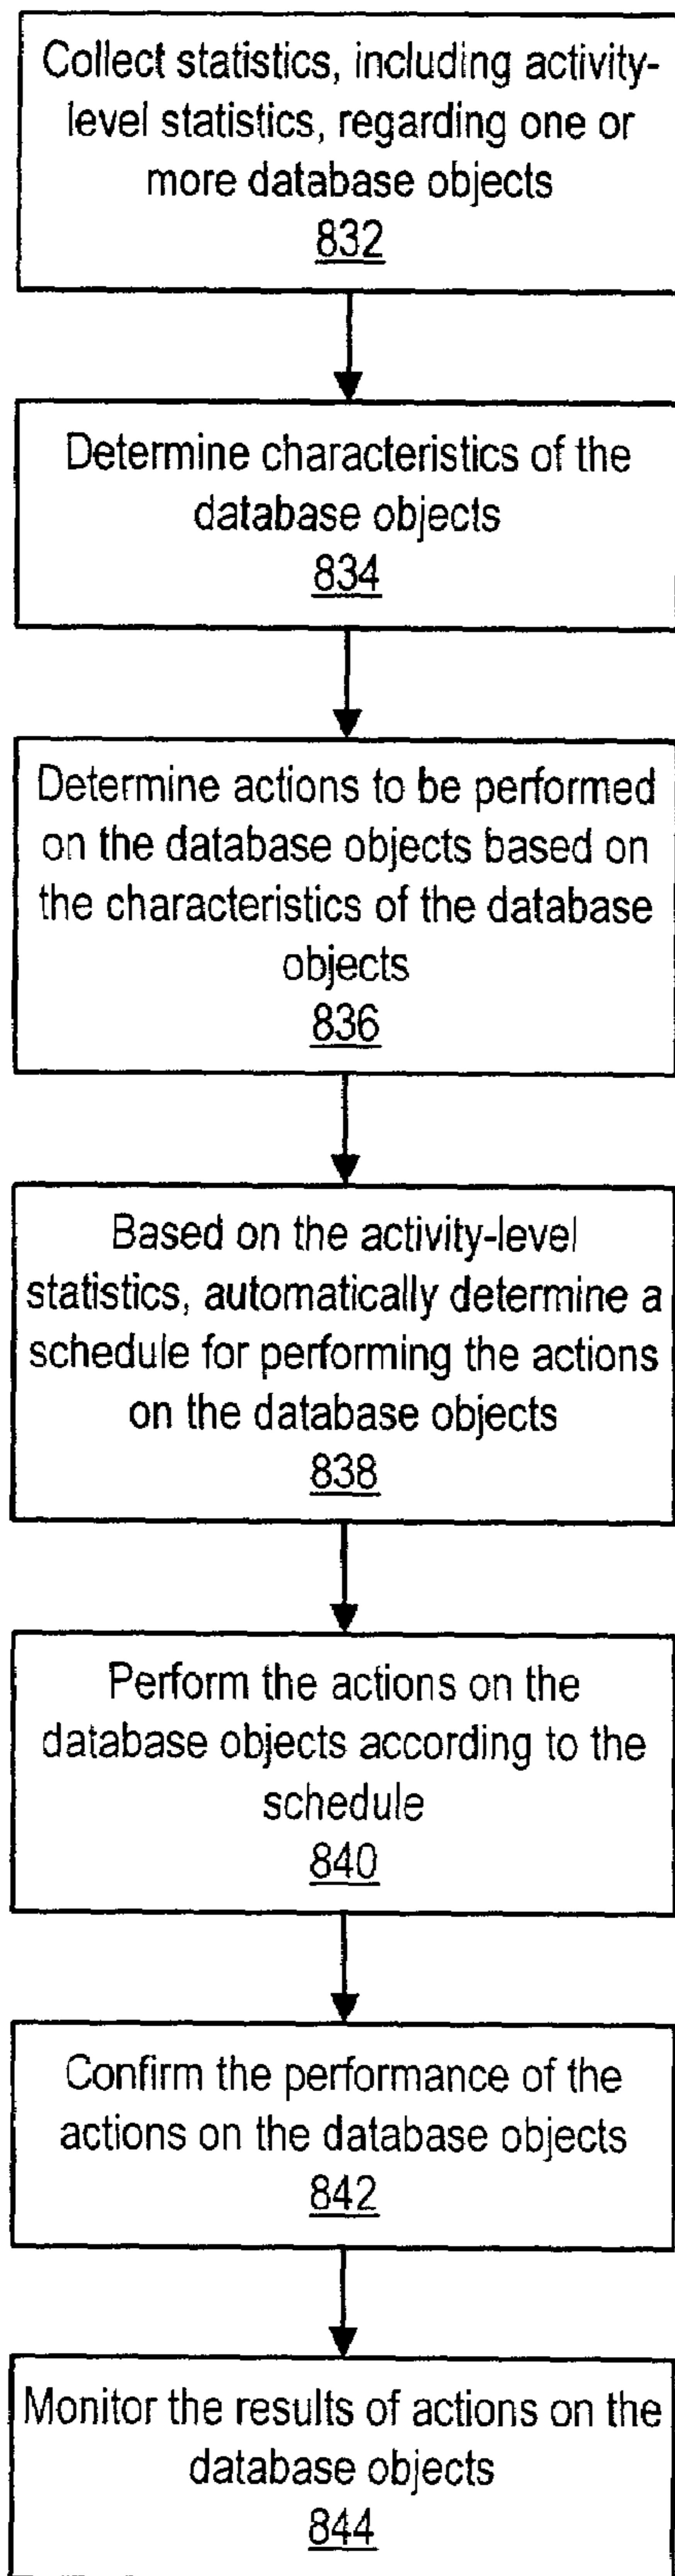 Collect statistics, including activity-
level statistics, regarding one or
more database objects
832
Determine characteristics of the
database objects
834
Determine actions to be performed
on the database objects based on
the characteristics of the database
objects
836
Based on the activity-level
statistics, automatically determine a
schedule for performing the actions
on the database objects
838
Perform the actions on the
database objects according to the
schedule
840
Confirm the performance of the
actions on the database objects
842
Monitor the results of actions on the
database objects
844